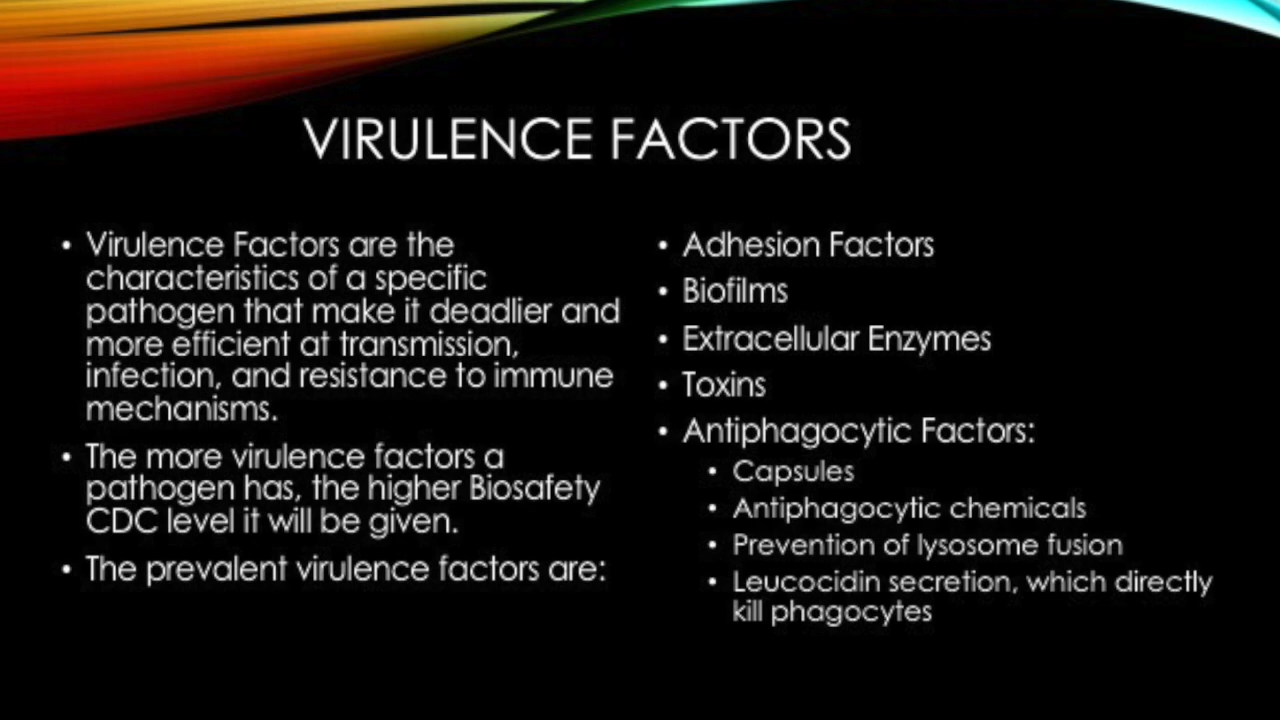 VIRULENCE FACTORS
• Virulence Factors are the
characteristics of a specific
pathogen that make it deadlier and
more efficient at transmission,
infection, and resistance to immune
mechanisms.
• The more virulence factors a
pathogen has, the higher Biosafety
CDC level it will be given.
• The prevalent virulence factors are:
• Adhesion Factors
• Biofilms
• Extracellular Enzymes
• Toxins
• Antiphagocytic Factors:
• Capsules
• Antiphagocytic chemicals
• Prevention of lysosome fusion
• Leucocidin secretion, which directly
kill phagocytes